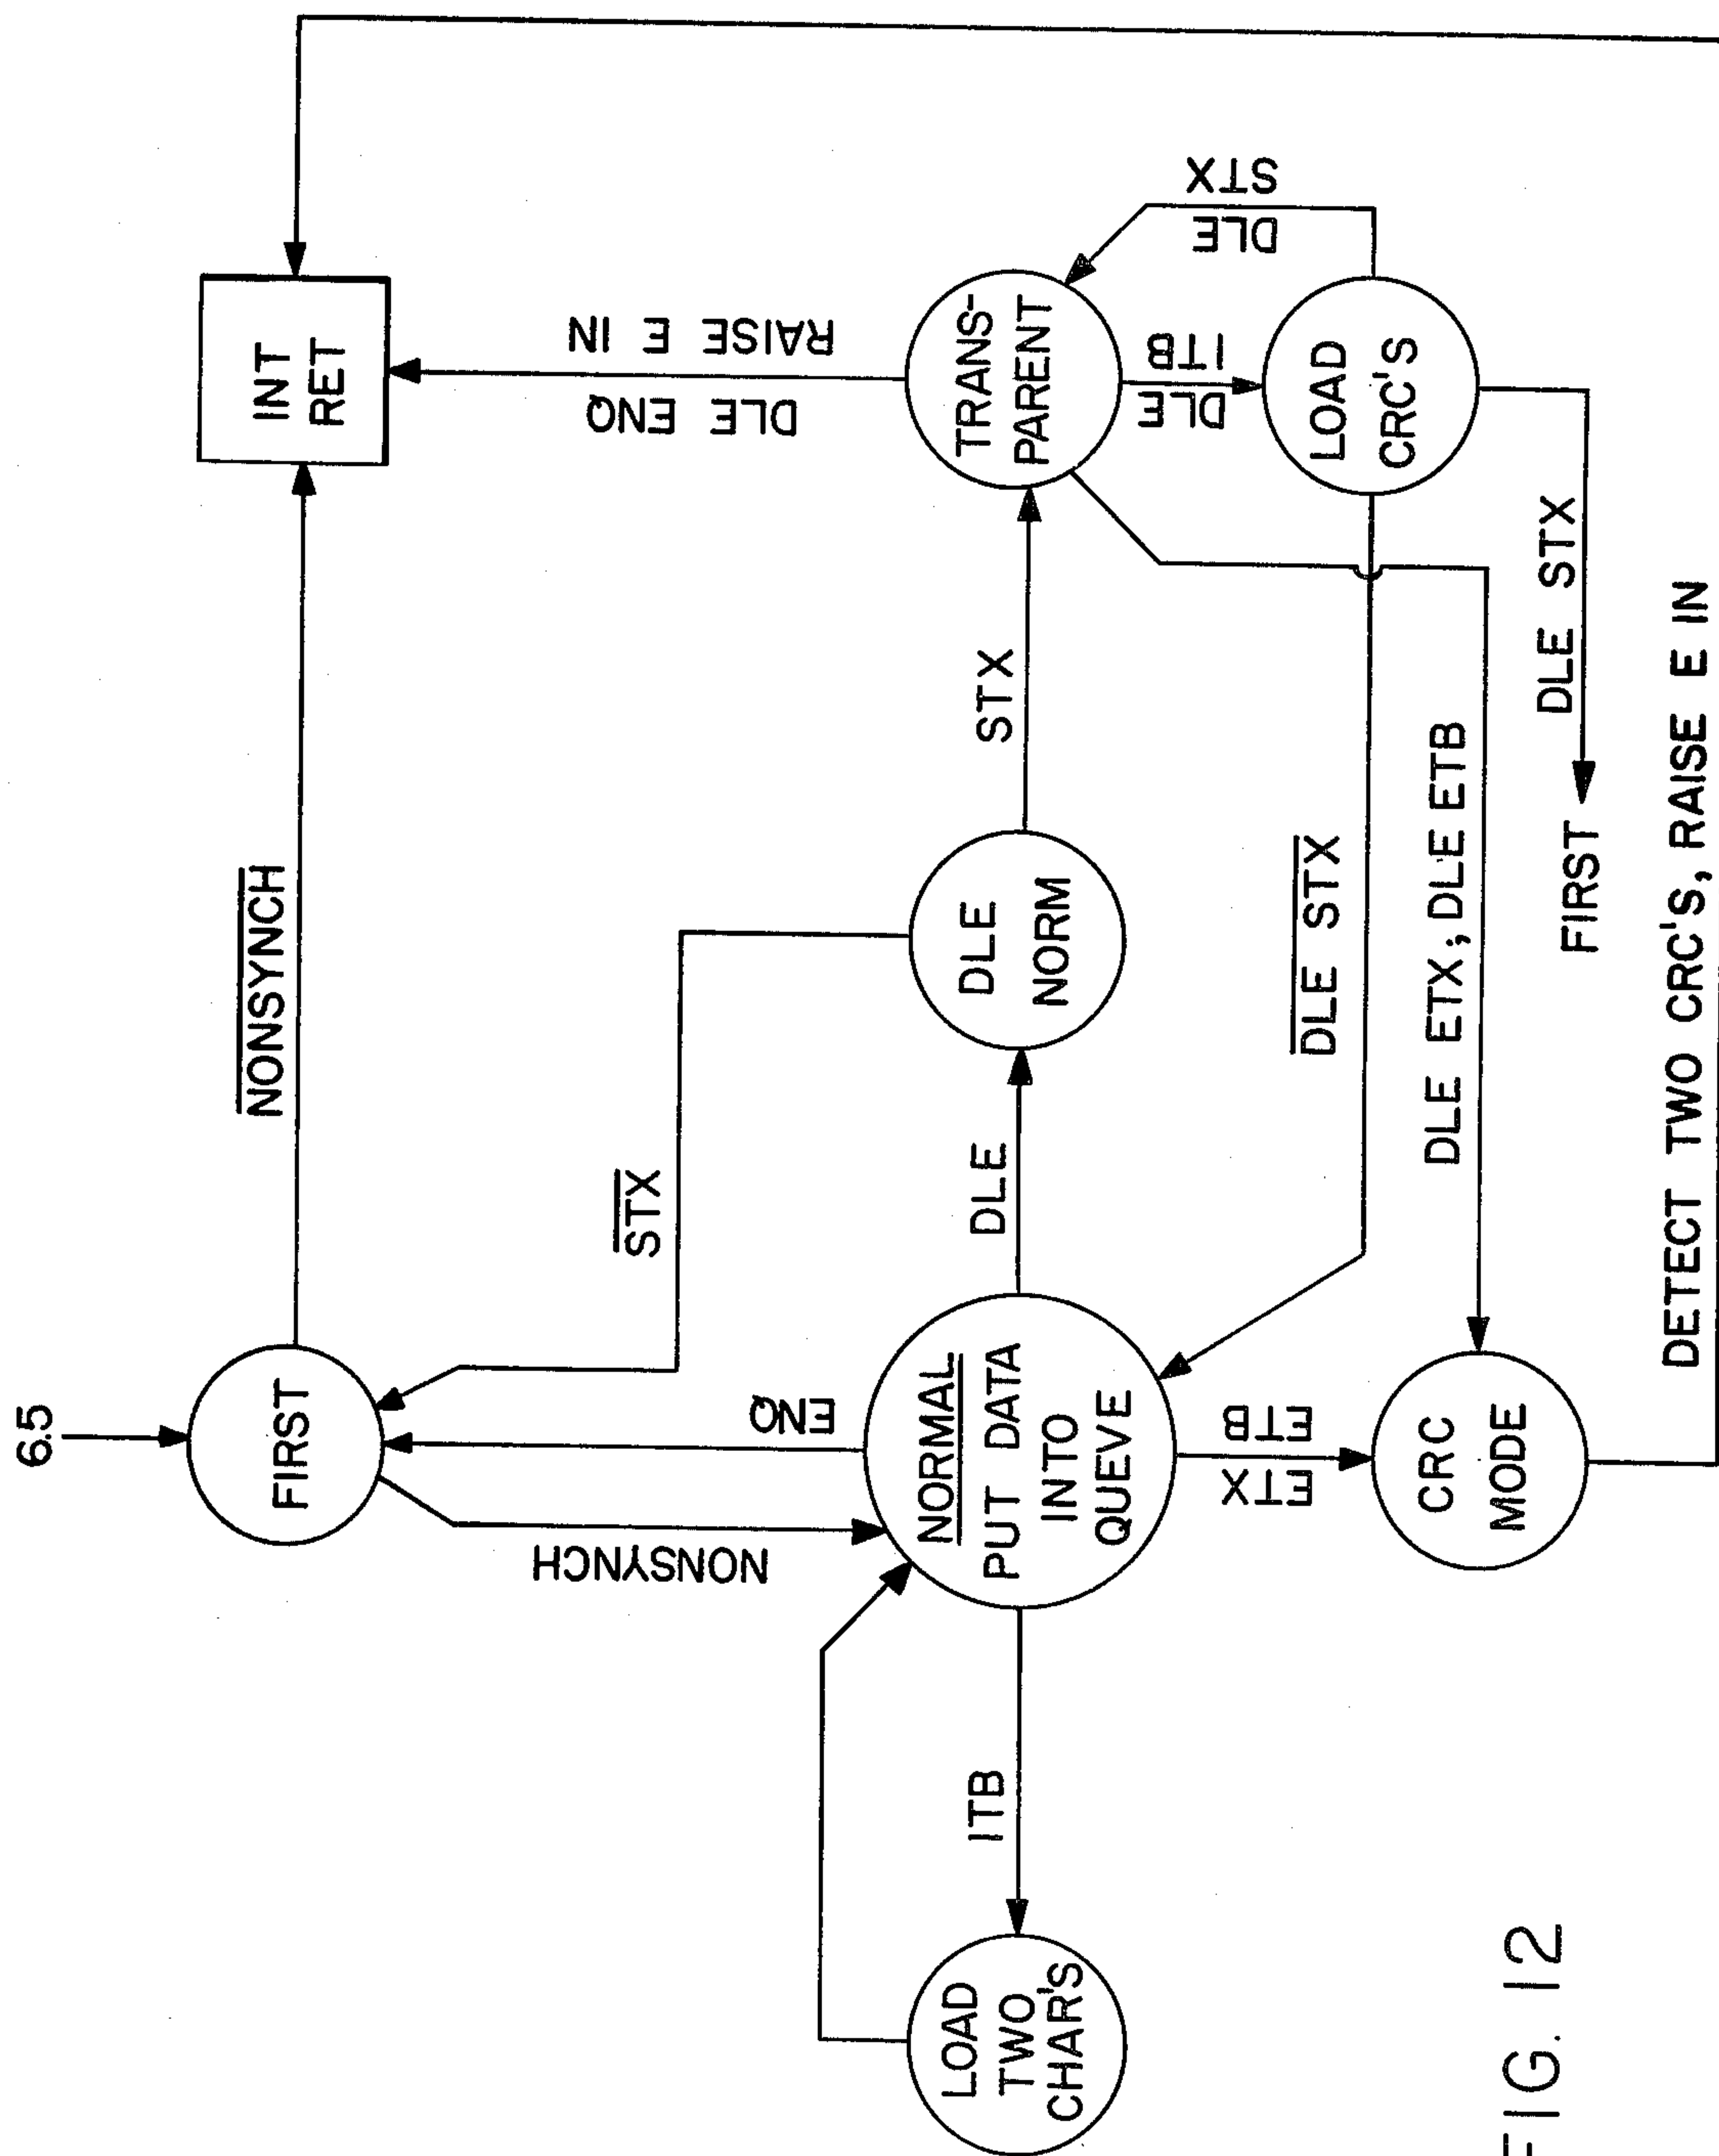 6.5
FIRST
NONSYNCH
INT
RET
STX
ENQ
NONSYNCH
DLE ENQ
RAISE E IN
LOAD
TWO
CHAR'S
ITB
NORMAL
PUT DATA
INTO
QUEVE
DLE
DLE
NORM
STX
TRANS-
PARENT
DLE
STX
DLE
ITB
LOAD
CRC'S
DLE STX
ETX
ETB
CRC
MODE
DLE ETX; DLE ETB
DLE STX
FIRST
DETECT TWO CRC'S, RAISE E IN
FIG. 12